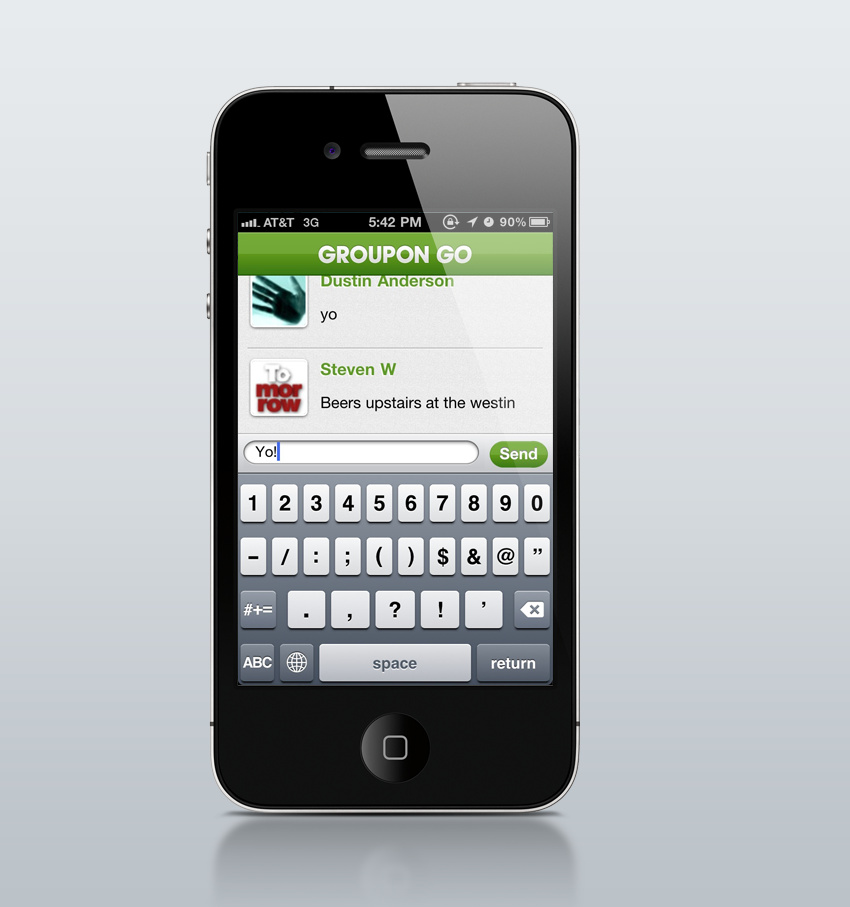 AT&T 3G 5:42 PM 90%
GROUPON GO
Dustin Anderson
yo
To
mor
row
Steven W
Beers upstairs at the westin
Yo! Send
1 2 3 4 5 6 7 8 9 0
- / : ; ( ) $ & @ ”
#+= . , ? ! ’
ABC space return